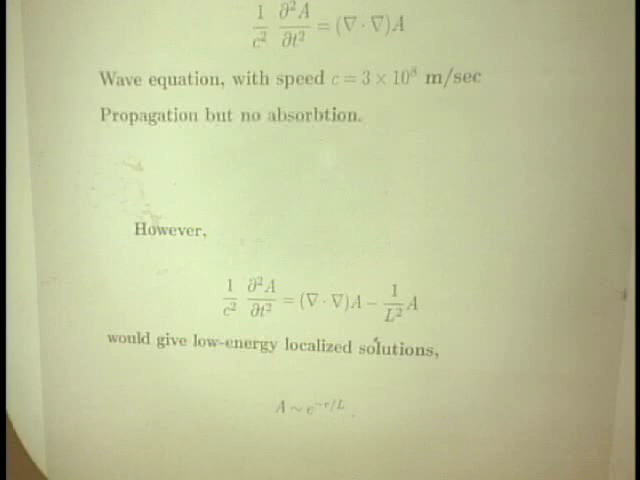 1/c² ∂²A/∂t² = (∇ · ∇)A
Wave equation, with speed c = 3 × 10⁸ m/sec
Propagation but no absorbtion.
However,
1/c² ∂²A/∂t² = (∇ · ∇)A − 1/L² A
would give low-energy localized solutions,
A ∼ e^{−r/L}